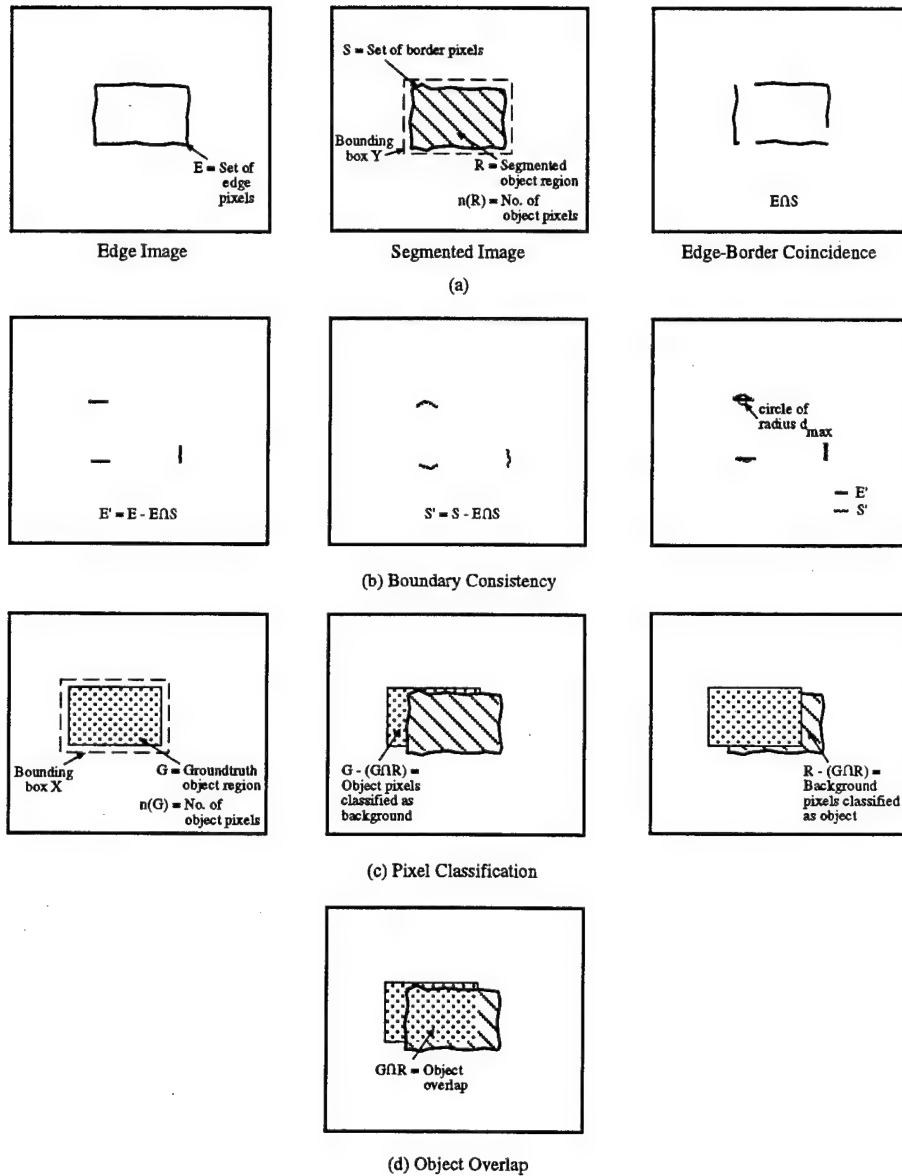 E = Set of
edge
pixels
Edge Image
S = Set of border pixels
Bounding
box Y
R = Segmented
object region
n(R) = No. of
object pixels
Segmented Image
E∩S
Edge-Border Coincidence
(a)
E' = E - E∩S
S' = S - E∩S
circle of
radius d max
E'
S'
(b) Boundary Consistency
Bounding
box X
G = Groundtruth
object region
n(G) = No. of
object pixels
G - (G∩R) =
Object pixels
classified as
background
R - (G∩R) =
Background
pixels classified
as object
(c) Pixel Classification
G∩R = Object
overlap
(d) Object Overlap